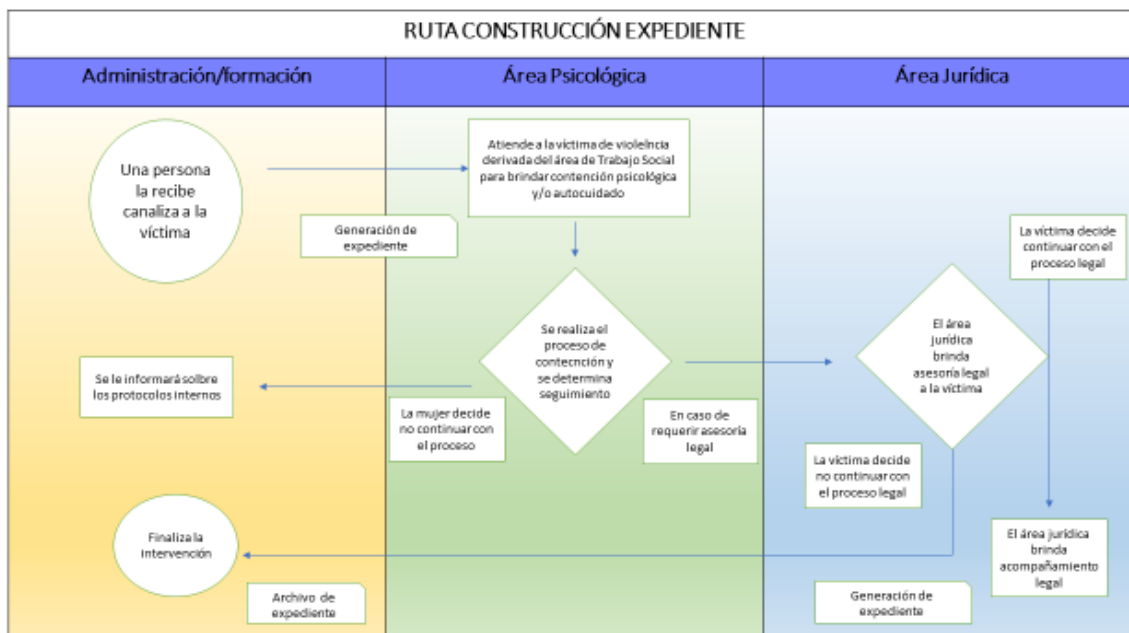 RUTA CONSTRUCCIÓN EXPEDIENTE
Administración/formación
Área Psicológica
Área Jurídica
Una persona
la recibe
canaliza a la
víctima
Atiende a la víctima de violelncia
derivada del área de Trabajo Social
para brindar contención psicológica
y/o autocuidado
Generación de
expediente
La víctima decide
continuar con el
proceso legal
Se realiza el
proceso de
contecnción y
se determina
seguimiento
El área
jurídica
brinda
asesoría legal
a la víctima
Se le informará solbre
los protocolos internos
La mujer decide
no continuar con
el proceso
En caso de
requerir asesoría
legal
La víctima decide
no continuar con
el proceso legal
Finaliza la
intervención
El área jurídica
brinda
acompañamiento
legal
Archivo de
expediente
Generación de
expediente